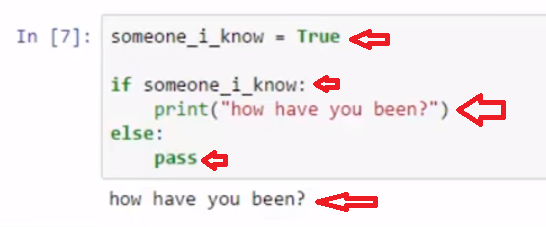 In [7]: someone_i_know = True
if someone_i_know:
    print("how have you been?")
else:
    pass
how have you been?